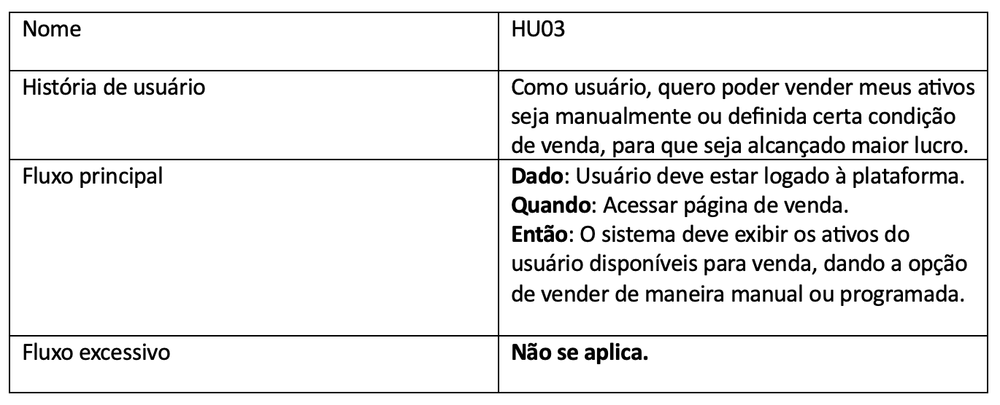 Nome
HU03
História de usuário
Como usuário, quero poder vender meus ativos
seja manualmente ou definida certa condição
de venda, para que seja alcançado maior lucro.
Fluxo principal
Dado: Usuário deve estar logado à plataforma.
Quando: Acessar página de venda.
Então: O sistema deve exibir os ativos do
usuário disponíveis para venda, dando a opção
de vender de maneira manual ou programada.
Fluxo excessivo
Não se aplica.